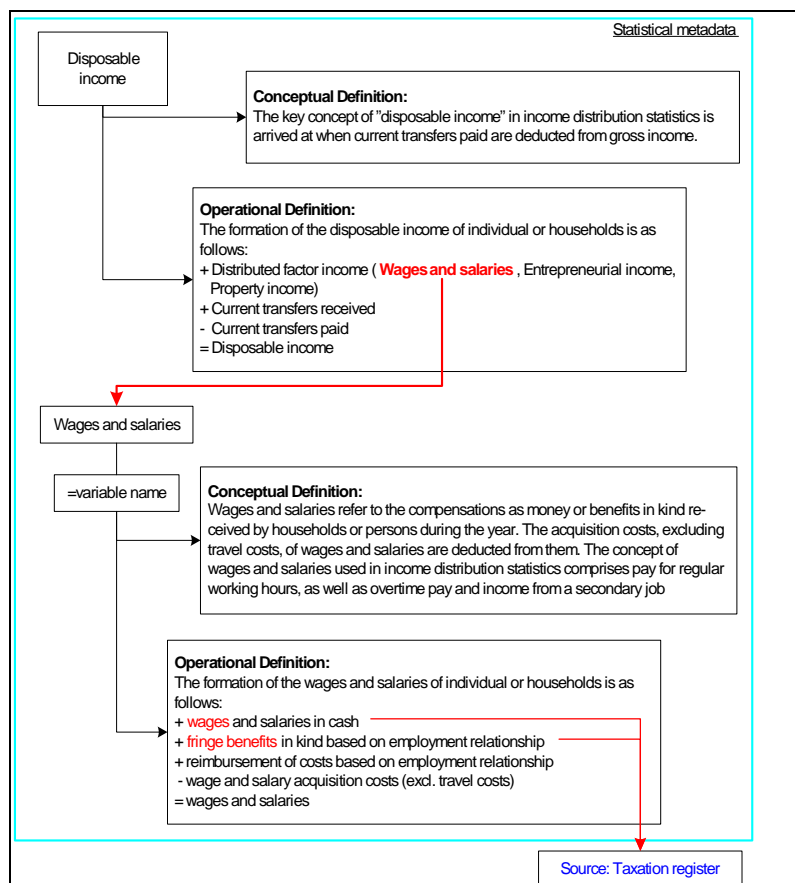 Statistical metadata
Disposable
income
Conceptual Definition:
The key concept of ”disposable income” in income distribution statistics is
arrived at when current transfers paid are deducted from gross income.
Operational Definition:
The formation of the disposable income of individual or households is as
follows:
+ Distributed factor income ( Wages and salaries , Entrepreneurial income,
Property income)
+ Current transfers received
- Current transfers paid
= Disposable income
Wages and salaries
=variable name
Conceptual Definition:
Wages and salaries refer to the compensations as money or benefits in kind re-
ceived by households or persons during the year. The acquisition costs, excluding
travel costs, of wages and salaries are deducted from them. The concept of
wages and salaries used in income distribution statistics comprises pay for regular
working hours, as well as overtime pay and income from a secondary job
Operational Definition:
The formation of the wages and salaries of individual or households is as
follows:
+ wages and salaries in cash
+ fringe benefits in kind based on employment relationship
+ reimbursement of costs based on employment relationship
- wage and salary acquisition costs (excl. travel costs)
= wages and salaries
Source: Taxation register